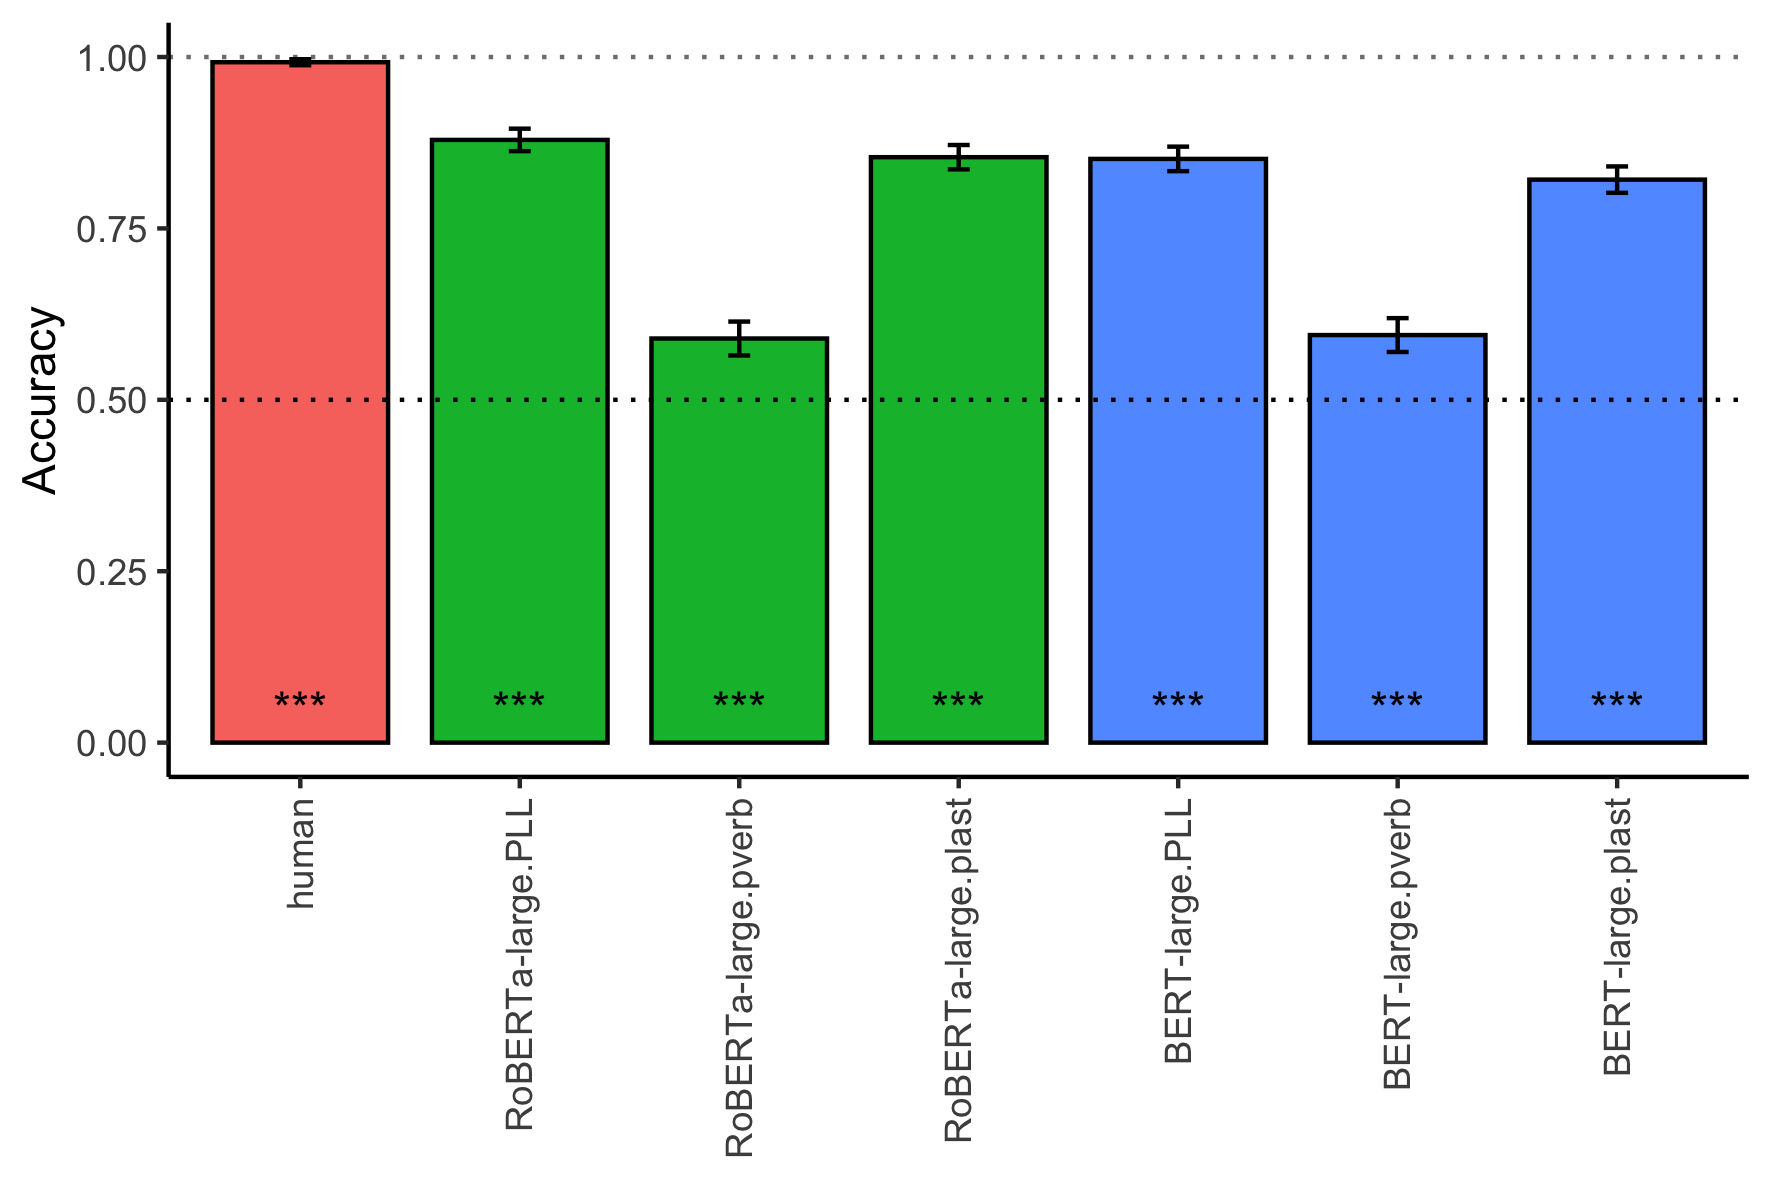 Accuracy
1.00
0.75
0.50
0.25
0.00
***
***
***
***
***
***
***
human
RoBERTa-large.PLL
RoBERTa-large.pverb
RoBERTa-large.plast
BERT-large.PLL
BERT-large.pverb
BERT-large.plast